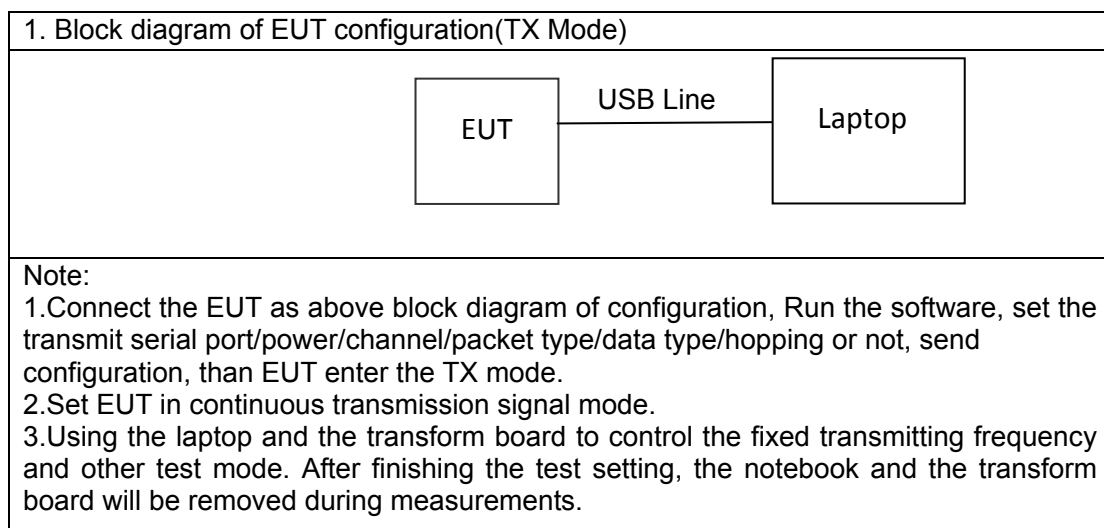 1. Block diagram of EUT configuration(TX Mode)
EUT
USB Line
Laptop
Note:
1.Connect the EUT as above block diagram of configuration, Run the software, set the
transmit serial port/power/channel/packet type/data type/hopping or not, send
configuration, than EUT enter the TX mode.
2.Set EUT in continuous transmission signal mode.
3.Using the laptop and the transform board to control the fixed transmitting frequency
and other test mode. After finishing the test setting, the notebook and the transform
board will be removed during measurements.